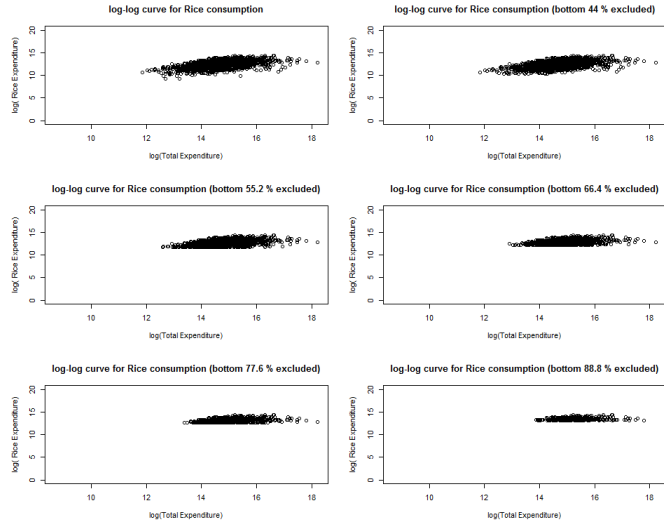 log-log curve for Rice consumption
log( Rice Expenditure)
20
15
10
5
0
10 12 14 16 18
log(Total Expenditure)
log-log curve for Rice consumption (bottom 44 % excluded)
log( Rice Expenditure)
20
15
10
5
0
10 12 14 16 18
log(Total Expenditure)
log-log curve for Rice consumption (bottom 55.2 % excluded)
log( Rice Expenditure)
20
15
10
5
0
10 12 14 16 18
log(Total Expenditure)
log-log curve for Rice consumption (bottom 66.4 % excluded)
log( Rice Expenditure)
20
15
10
5
0
10 12 14 16 18
log(Total Expenditure)
log-log curve for Rice consumption (bottom 77.6 % excluded)
log( Rice Expenditure)
20
15
10
5
0
10 12 14 16 18
log(Total Expenditure)
log-log curve for Rice consumption (bottom 88.8 % excluded)
log( Rice Expenditure)
20
15
10
5
0
10 12 14 16 18
log(Total Expenditure)